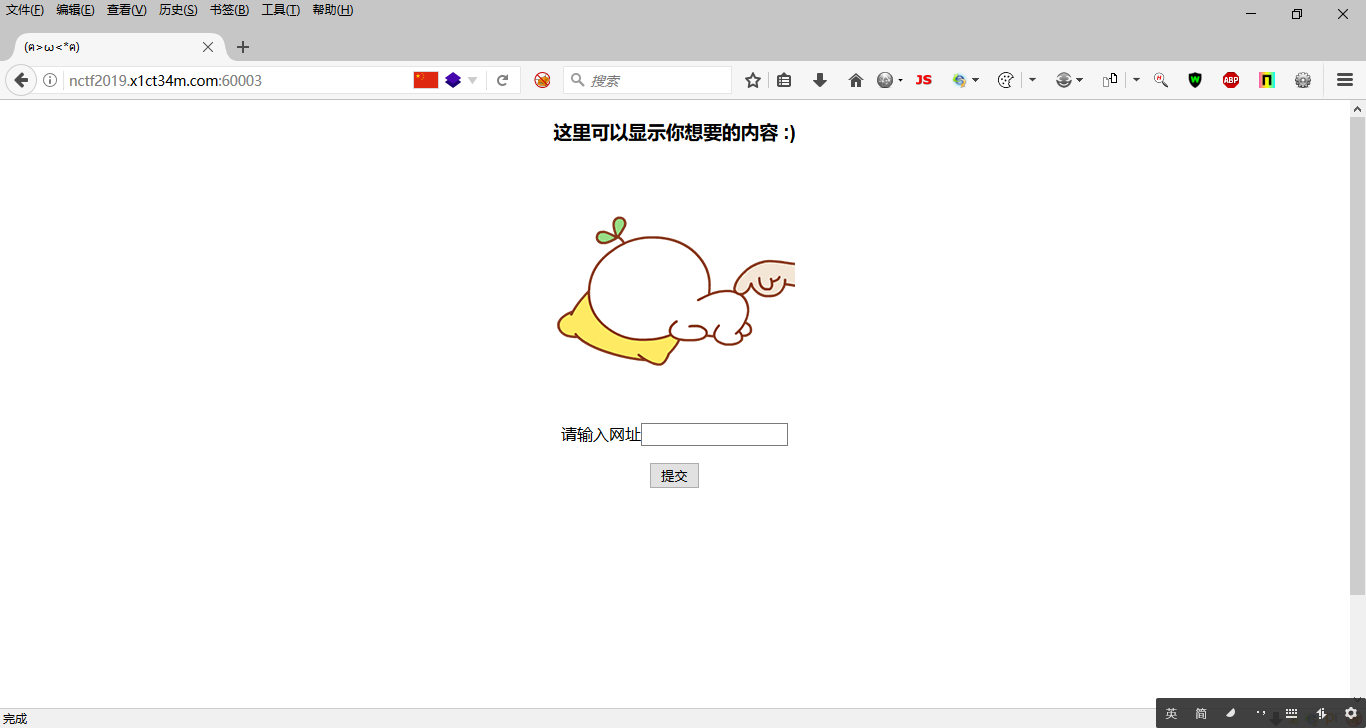 文件(F) 编辑(E) 查看(V) 历史(S) 书签(B) 工具(T) 帮助(H)
(ฅ>ω<*ฅ)
nctf2019.x1ct34m.com:60003
搜索
JS
ABP
这里可以显示你想要的内容 :)
请输入网址
提交
完成
英 简